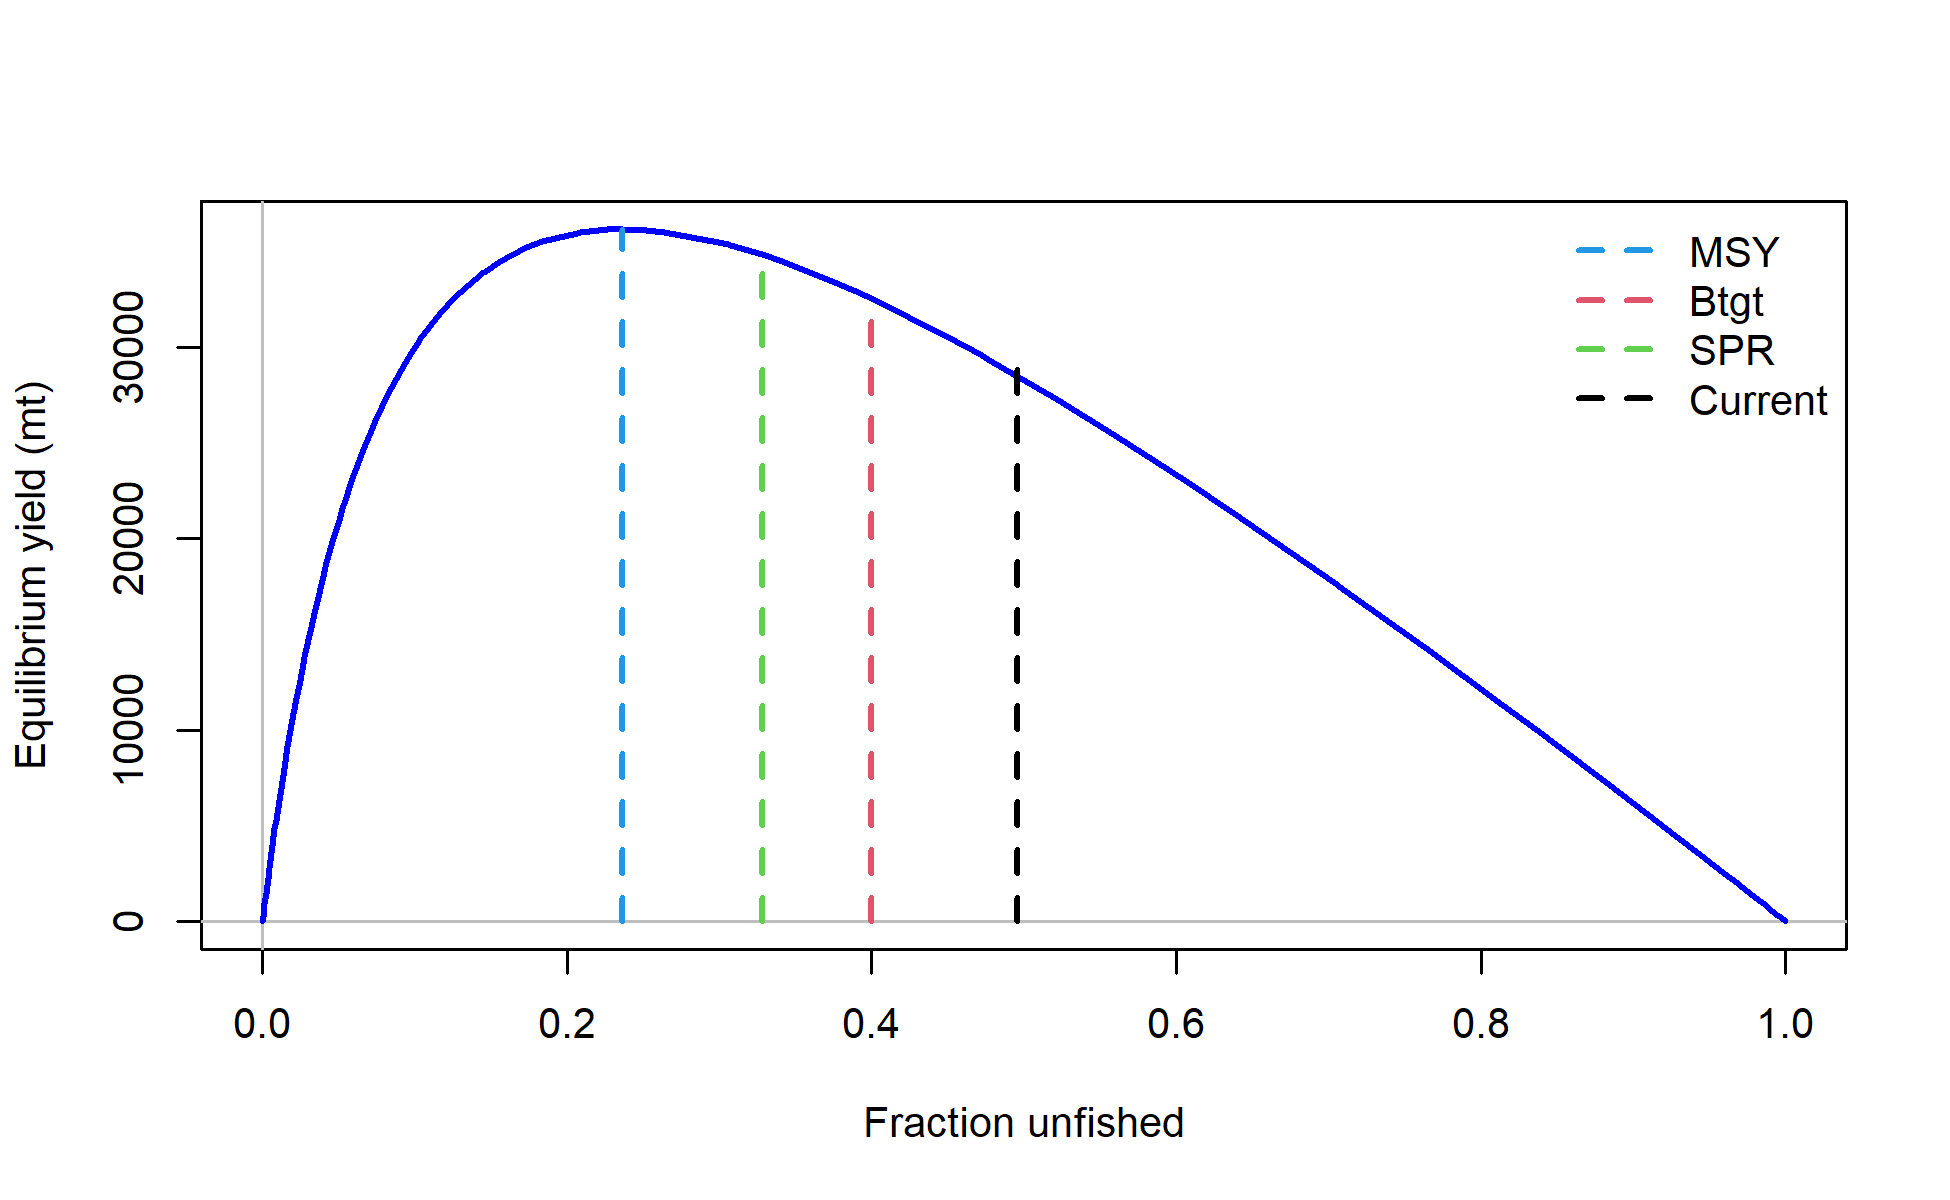 MSY
Btgt
SPR
Current
Equilibrium yield (mt)
30000
20000
10000
0
0.0 0.2 0.4 0.6 0.8 1.0
Fraction unfished